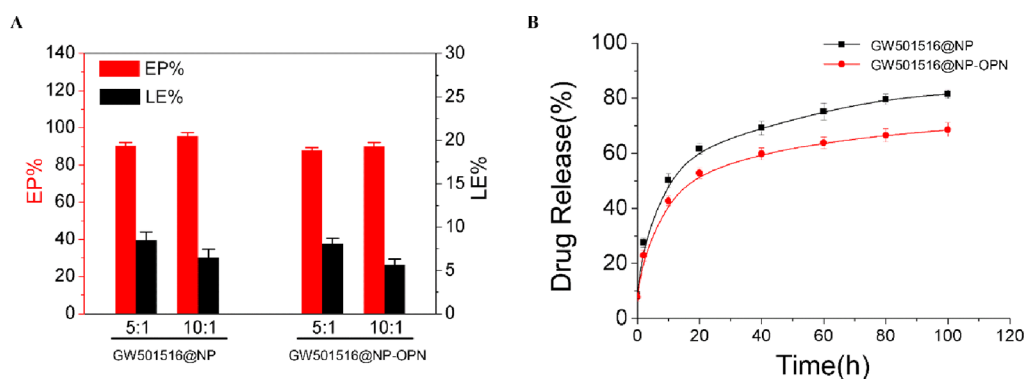 A
140
120
100
80
60
40
20
0
EP%
EP%
LE%
30
25
20
15
10
5
0
LE%
5:1 10:1 5:1 10:1
GW501516@NP GW501516@NP-OPN
B
100
80
60
40
20
0
Drug Release(%)
GW501516@NP
GW501516@NP-OPN
0 20 40 60 80 100 120
Time(h)